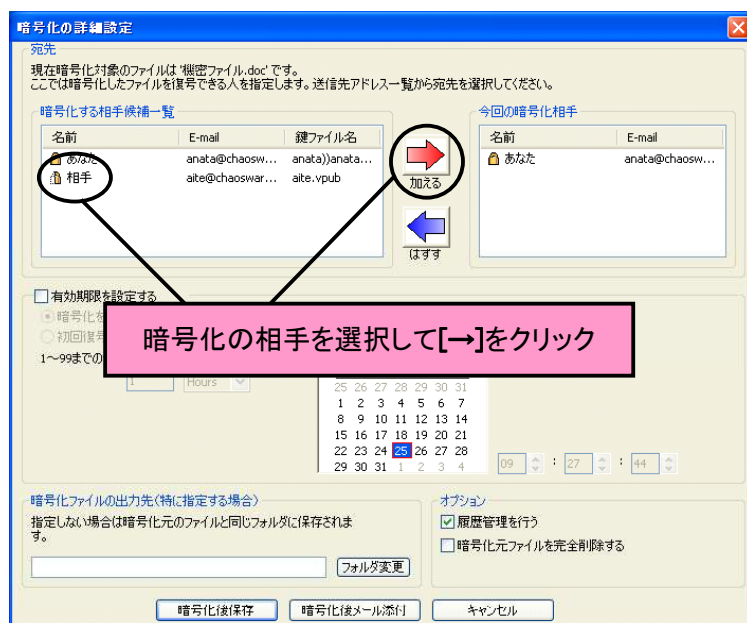 暗号化の詳細設定
宛先
現在暗号化対象のファイルは '機密ファイル.doc' です。
ここでは暗号化したファイルを復号できる人を指定します。送信先アドレス一覧から宛先を選択してください。
暗号化する相手候補一覧
今回の暗号化相手
名前 E-mail 鍵ファイル名
名前 E-mail
あなた anata@chaosw... anata))anata...
あなた anata@chaosw...
相手 aite@chaoswar... aite.vpub
加える
はずす
有効期限を設定する
暗号化を
初回復号
暗号化の相手を選択して[→]をクリック
1～99までの
1 Hours
25 26 27 28 29 30 31
1 2 3 4 5 6 7
8 9 10 11 12 13 14
15 16 17 18 19 20 21
22 23 24 25 26 27 28
29 30 31 1 2 3 4
09 : 27 : 44
暗号化ファイルの出力先(特に指定する場合)
指定しない場合は暗号化元のファイルと同じフォルダに保存されま
す。
フォルダ変更
オプション
履歴管理を行う
暗号化元ファイルを完全削除する
暗号化後保存 暗号化後メール添付 キャンセル